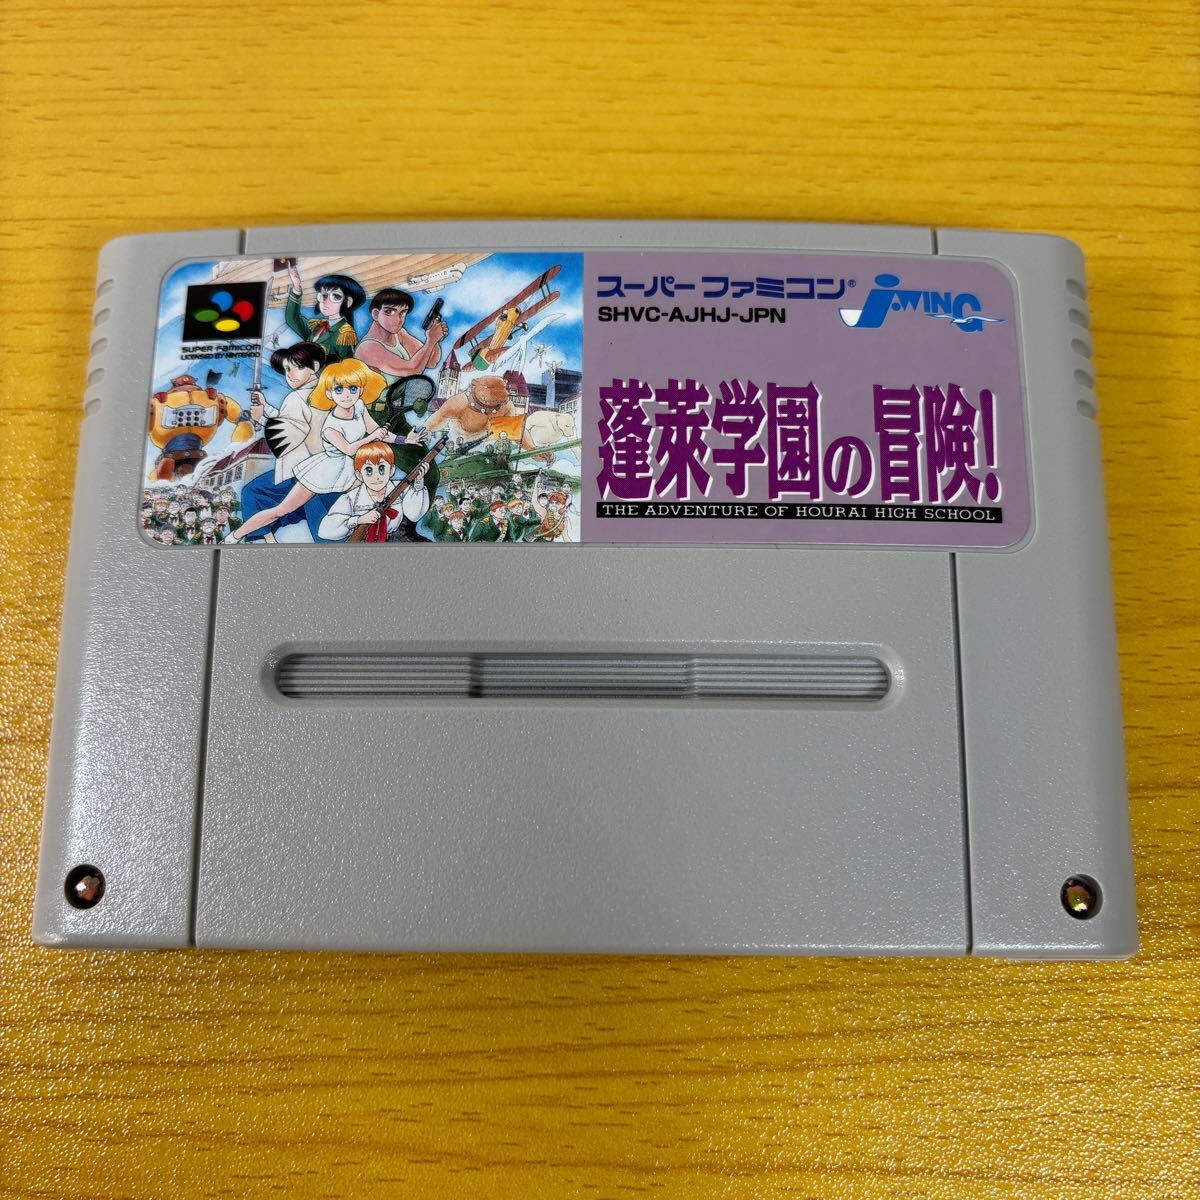 SUPER FAMICOM
LICENSED BY NINTENDO
スーパーファミコン®
SHVC-AJHJ-JPN
j-WING
蓬萊学園の冒険!
THE ADVENTURE OF HOURAI HIGH SCHOOL